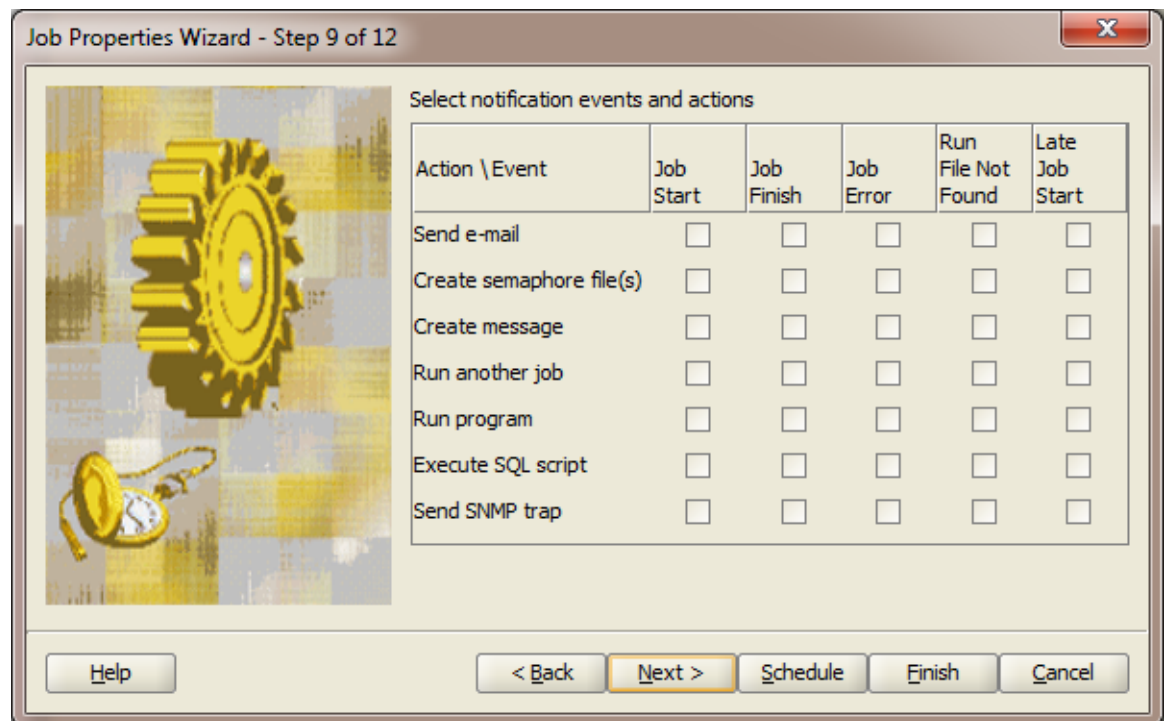 Job Properties Wizard - Step 9 of 12
Select notification events and actions
Action \ Event
Job
Start
Job
Finish
Job
Error
Run
File Not
Found
Late
Job
Start
Send e-mail
Create semaphore file(s)
Create message
Run another job
Run program
Execute SQL script
Send SNMP trap
Help
< Back
Next >
Schedule
Finish
Cancel